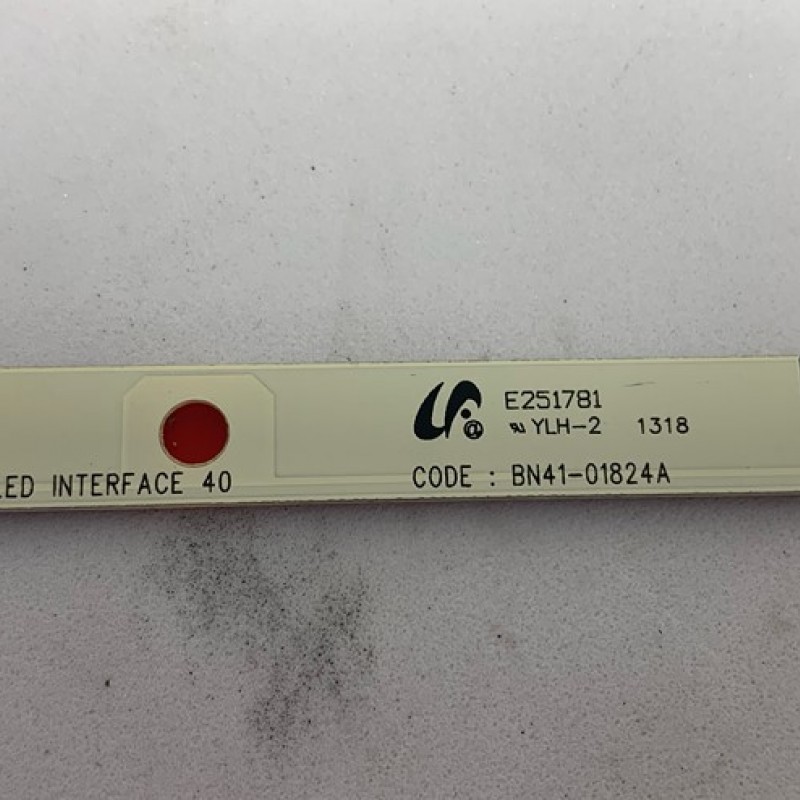 E251781
YLH-2 1318
LED INTERFACE 40
CODE : BN41-01824A